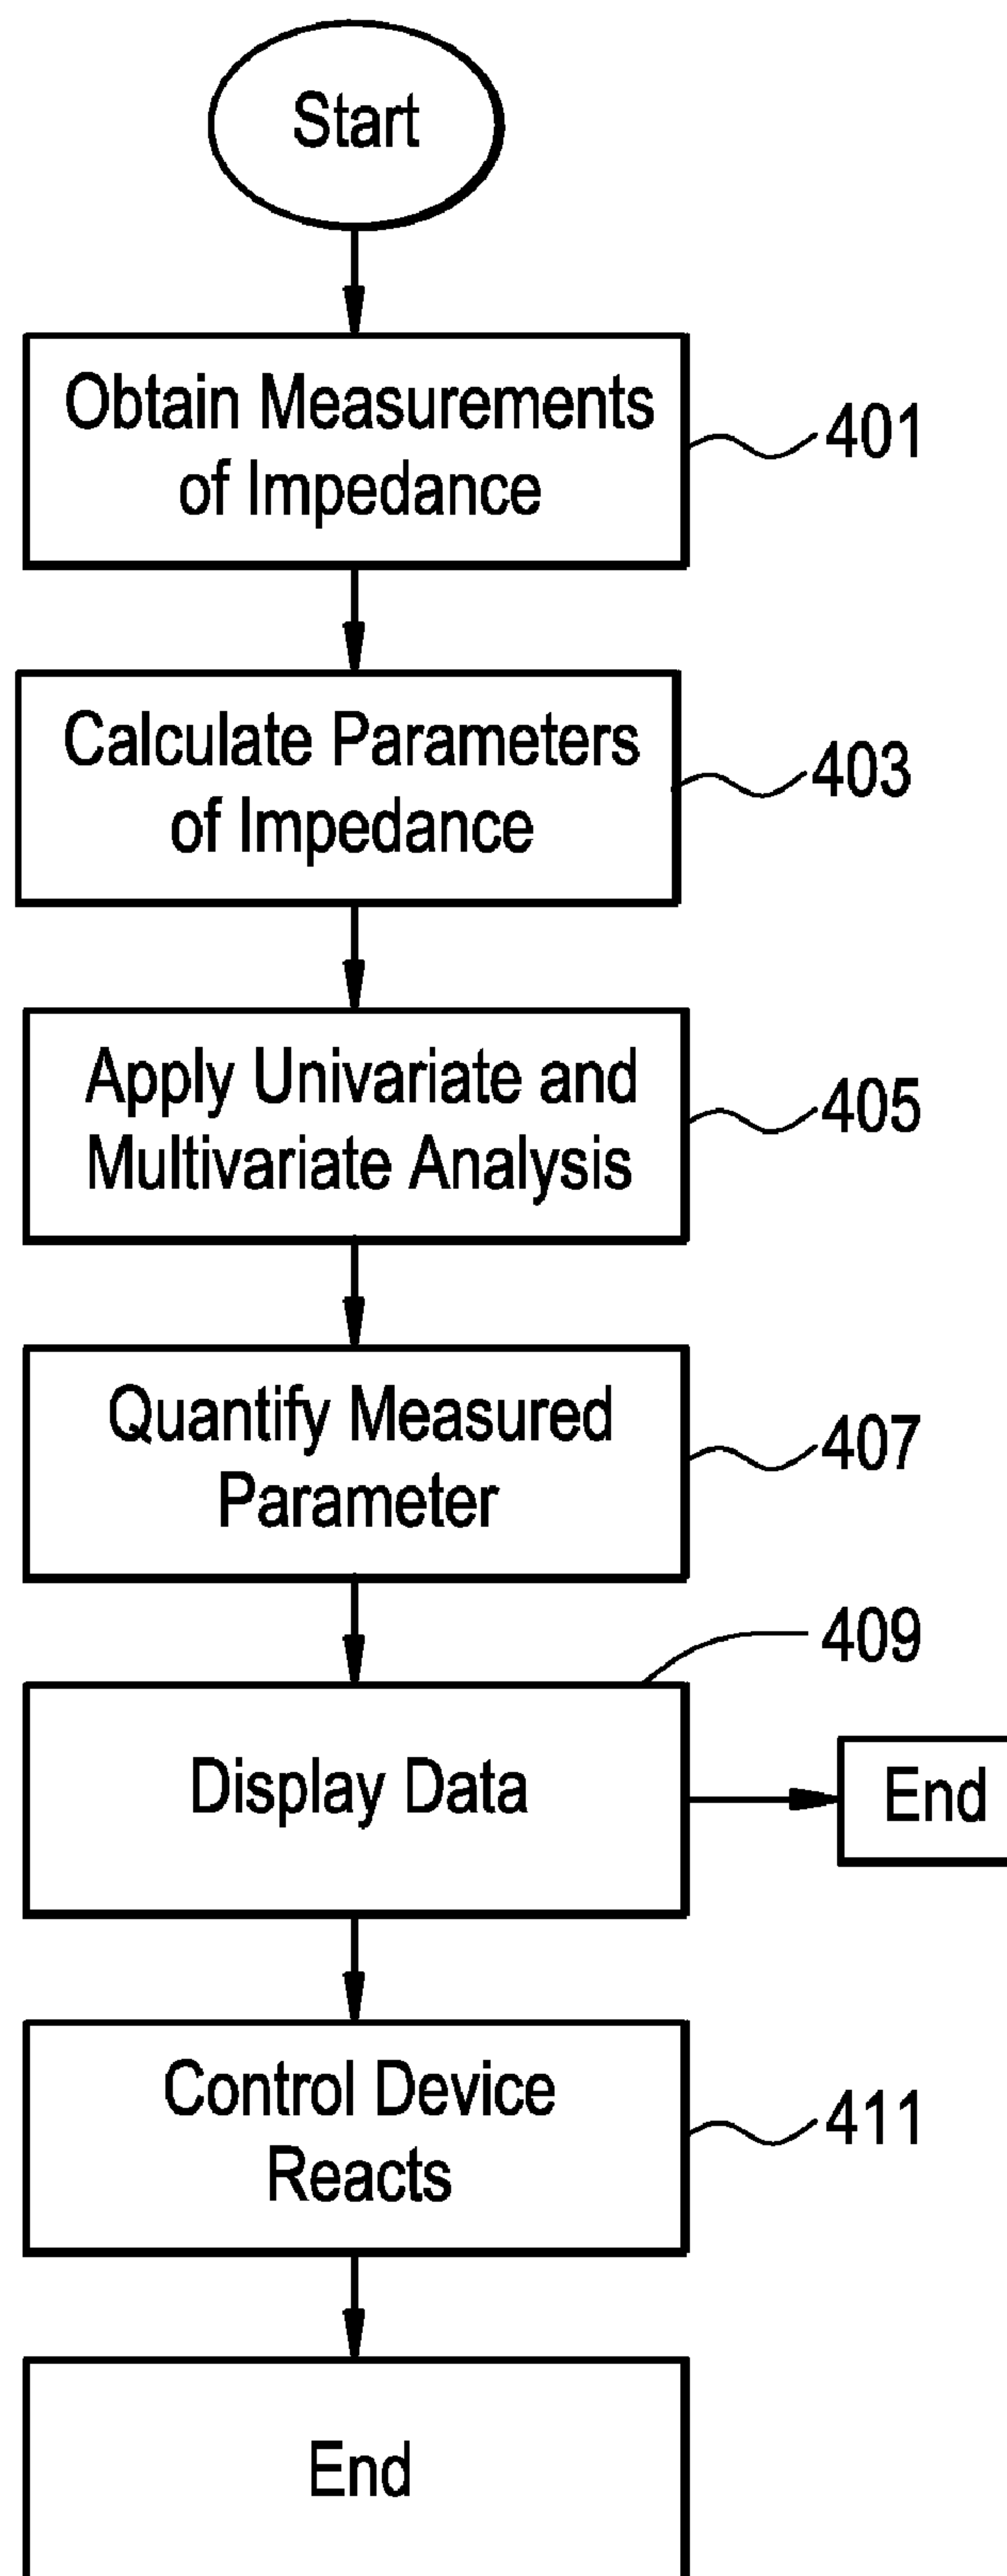 Start
Obtain Measurements
of Impedance
401
Calculate Parameters
of Impedance
403
Apply Univariate and
Multivariate Analysis
405
Quantify Measured
Parameter
407
409
Display Data
End
Control Device
Reacts
411
End